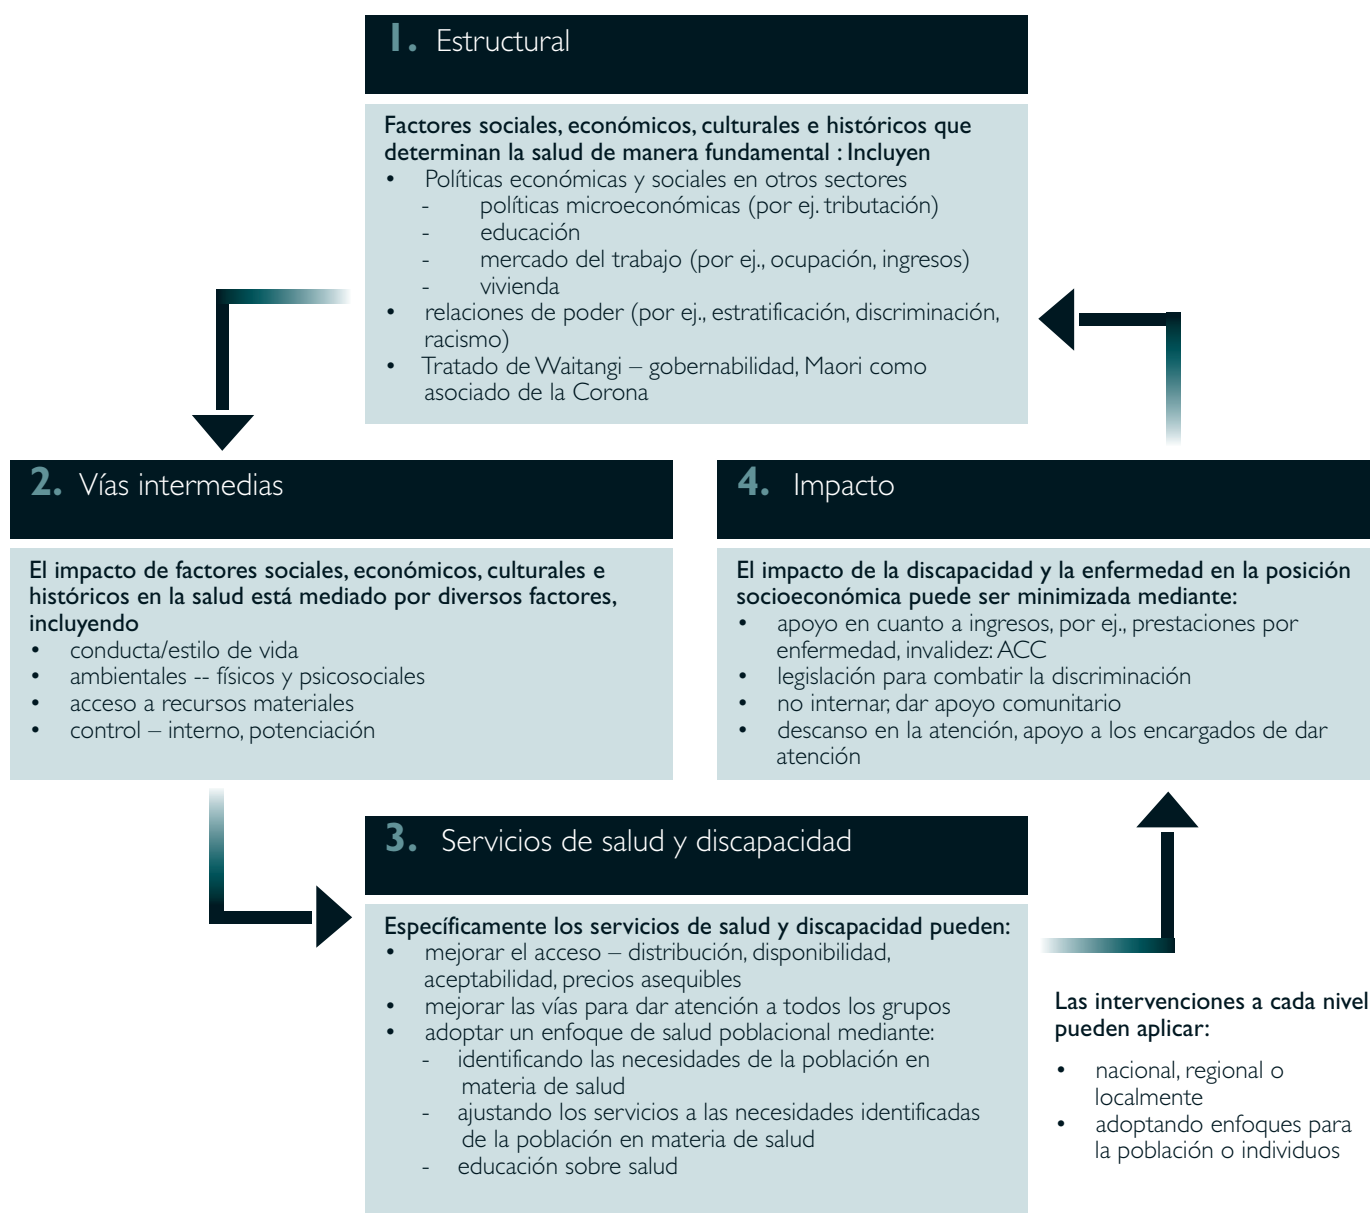 1. Estructural
Factores sociales, económicos, culturales e históricos que
determinan la salud de manera fundamental : Incluyen
• Políticas económicas y sociales en otros sectores
- políticas microeconómicas (por ej. tributación)
- educación
- mercado del trabajo (por ej., ocupación, ingresos)
- vivienda
• relaciones de poder (por ej., estratificación, discriminación,
racismo)
• Tratado de Waitangi – gobernabilidad, Maori como
asociado de la Corona
2. Vías intermedias
El impacto de factores sociales, económicos, culturales e
históricos en la salud está mediado por diversos factores,
incluyendo
• conducta/estilo de vida
• ambientales -- físicos y psicosociales
• acceso a recursos materiales
• control – interno, potenciación
3. Servicios de salud y discapacidad
Específicamente los servicios de salud y discapacidad pueden:
• mejorar el acceso – distribución, disponibilidad,
aceptabilidad, precios asequibles
• mejorar las vías para dar atención a todos los grupos
• adoptar un enfoque de salud poblacional mediante:
- identificando las necesidades de la población en
materia de salud
- ajustando los servicios a las necesidades identificadas
de la población en materia de salud
- educación sobre salud
4. Impacto
El impacto de la discapacidad y la enfermedad en la posición
socioeconómica puede ser minimizada mediante:
• apoyo en cuanto a ingresos, por ej., prestaciones por
enfermedad, invalidez: ACC
• legislación para combatir la discriminación
• no internar, dar apoyo comunitario
• descanso en la atención, apoyo a los encargados de dar
atención
Las intervenciones a cada nivel
pueden aplicar:
• nacional, regional o
localmente
• adoptando enfoques para
la población o individuos